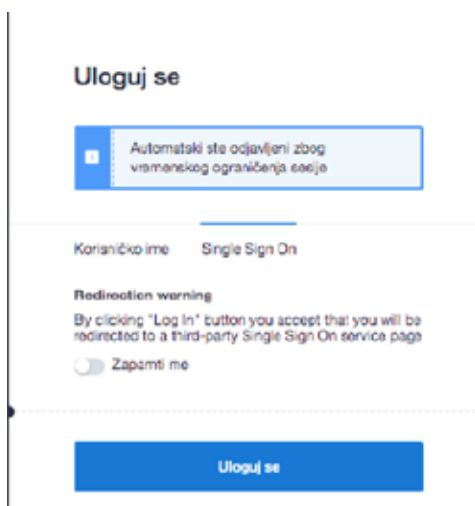 Uloguj se
Automatski ste odjavljeni zbog
vremenskog ograničenja sesije
Korisničko ime
Single Sign On
Redirection warning
By clicking "Log In" button you accept that you will be
redirected to a third-party Single Sign On service page
Zapamti me
Uloguj se